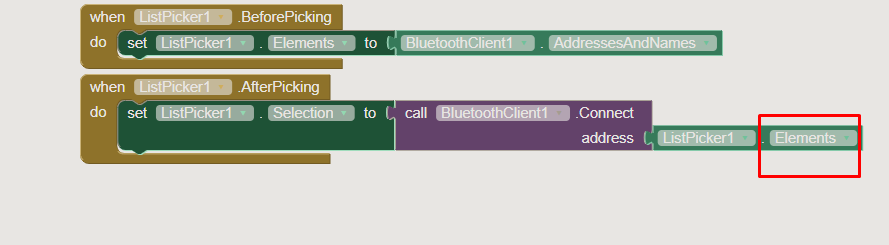 when ListPicker1 .BeforePicking
do set ListPicker1 . Elements to BluetoothClient1 . AddressesAndNames
when ListPicker1 .AfterPicking
do set ListPicker1 . Selection to call BluetoothClient1 .Connect
address ListPicker1 . Elements